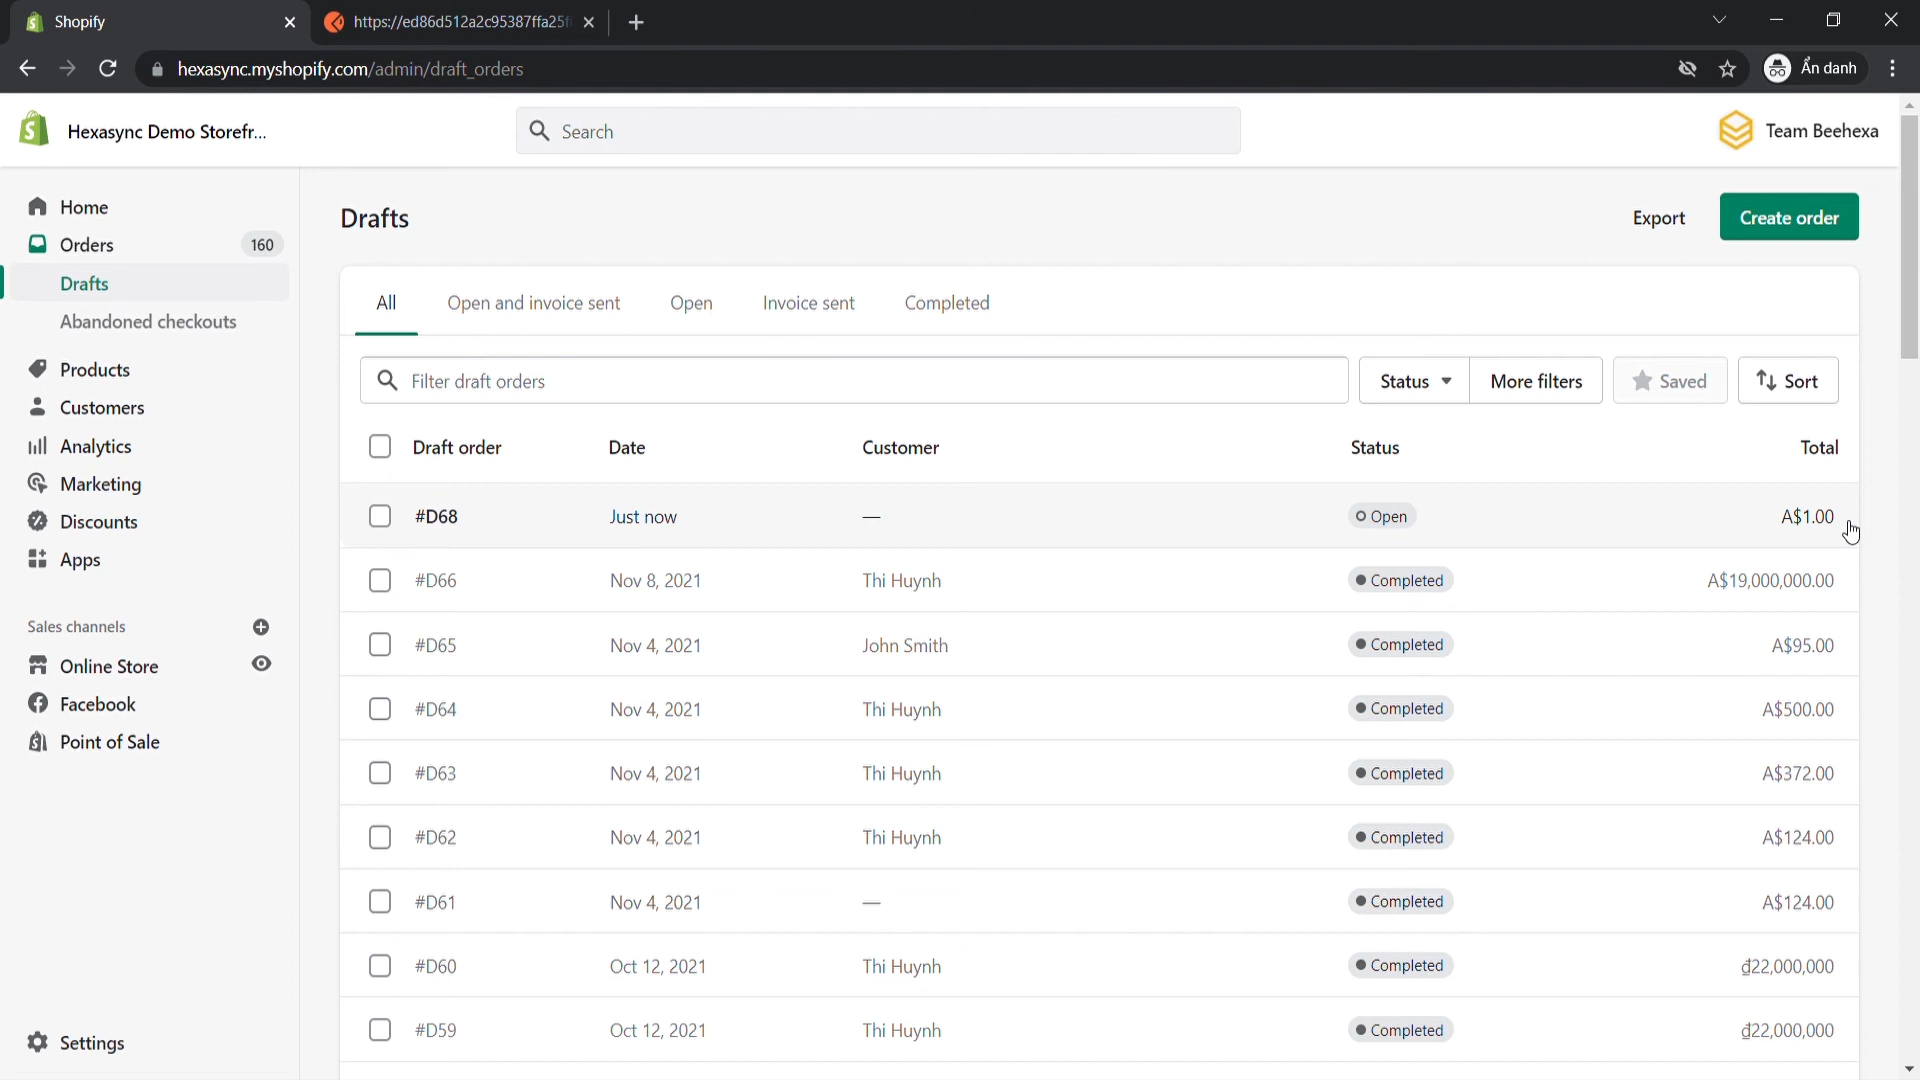 Shopify
https://ed86d512a2c95387ffa25f
hexasync.myshopify.com/admin/draft_orders
Ẩn danh
Hexasync Demo Storefr...
Search
Team Beehexa
Home
Orders 160
Drafts
Abandoned checkouts
Products
Customers
Analytics
Marketing
Discounts
Apps
Sales channels
Online Store
Facebook
Point of Sale
Settings
Drafts
Export
Create order
All Open and invoice sent Open Invoice sent Completed
Filter draft orders Status More filters Saved Sort
Draft order Date Customer Status Total
#D68 Just now — Open A$1.00
#D66 Nov 8, 2021 Thi Huynh Completed A$19,000,000.00
#D65 Nov 4, 2021 John Smith Completed A$95.00
#D64 Nov 4, 2021 Thi Huynh Completed A$500.00
#D63 Nov 4, 2021 Thi Huynh Completed A$372.00
#D62 Nov 4, 2021 Thi Huynh Completed A$124.00
#D61 Nov 4, 2021 — Completed A$124.00
#D60 Oct 12, 2021 Thi Huynh Completed ₫22,000,000
#D59 Oct 12, 2021 Thi Huynh Completed ₫22,000,000